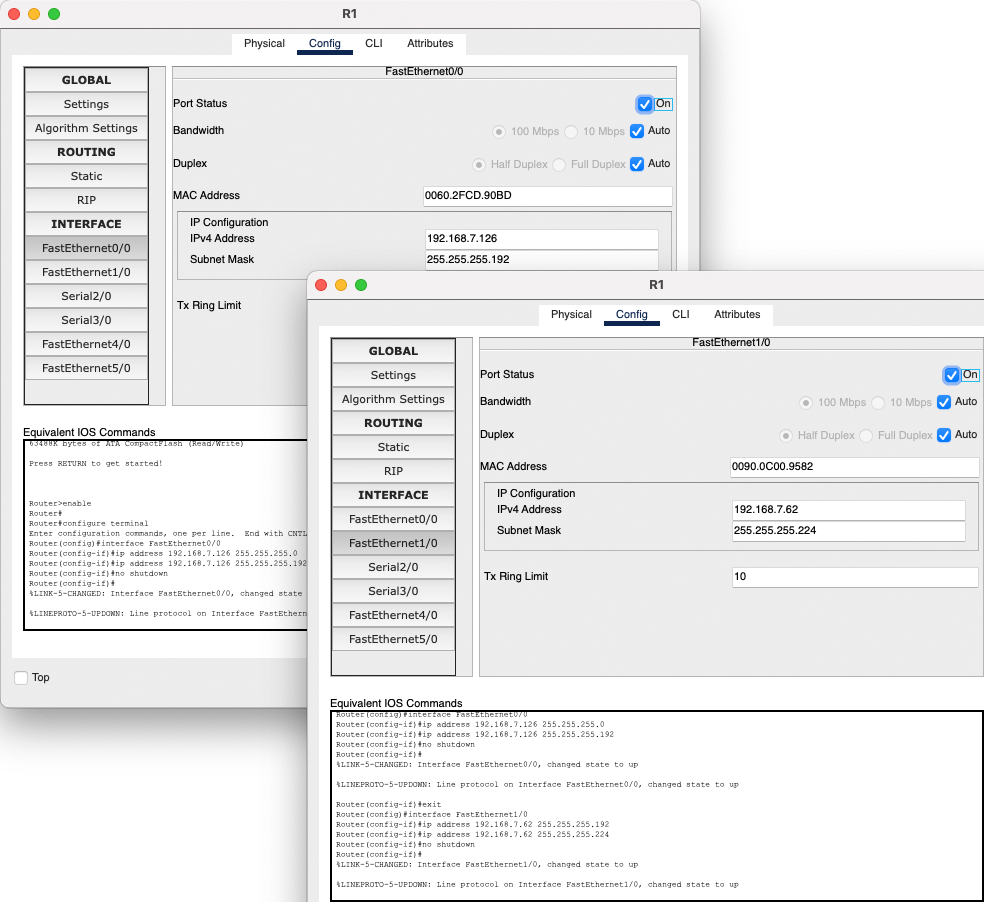 R1
Physical
Config
CLI
Attributes
GLOBAL
Settings
Algorithm Settings
ROUTING
Static
RIP
INTERFACE
FastEthernet0/0
FastEthernet1/0
Serial2/0
Serial3/0
FastEthernet4/0
FastEthernet5/0
FastEthernet0/0
Port Status
On
Bandwidth
100 Mbps
10 Mbps
Auto
Duplex
Half Duplex
Full Duplex
Auto
MAC Address
0060.2FCD.90BD
IP Configuration
IPv4 Address
192.168.7.126
Subnet Mask
255.255.255.192
Tx Ring Limit
Equivalent IOS Commands
63488K bytes of ATA CompactFlash (Read/Write)
Press RETURN to get started!
Router>enable
Router#
Router#configure terminal
Enter configuration commands, one per line. End with CNTL
Router(config)#interface FastEthernet0/0
Router(config-if)#ip address 192.168.7.126 255.255.255.0
Router(config-if)#ip address 192.168.7.126 255.255.255.192
Router(config-if)#no shutdown
Router(config-if)#
%LINK-5-CHANGED: Interface FastEthernet0/0, changed state
%LINEPROTO-5-UPDOWN: Line protocol on Interface FastEthern
Top
R1
Physical
Config
CLI
Attributes
GLOBAL
Settings
Algorithm Settings
ROUTING
Static
RIP
INTERFACE
FastEthernet0/0
FastEthernet1/0
Serial2/0
Serial3/0
FastEthernet4/0
FastEthernet5/0
FastEthernet1/0
Port Status
On
Bandwidth
100 Mbps
10 Mbps
Auto
Duplex
Half Duplex
Full Duplex
Auto
MAC Address
0090.0C00.9582
IP Configuration
IPv4 Address
192.168.7.62
Subnet Mask
255.255.255.224
Tx Ring Limit
10
Equivalent IOS Commands
Router(config)#interface FastEthernet0/0
Router(config-if)#ip address 192.168.7.126 255.255.255.0
Router(config-if)#ip address 192.168.7.126 255.255.255.192
Router(config-if)#no shutdown
Router(config-if)#
%LINK-5-CHANGED: Interface FastEthernet0/0, changed state to up
%LINEPROTO-5-UPDOWN: Line protocol on Interface FastEthernet0/0, changed state to up
Router(config-if)#exit
Router(config)#interface FastEthernet1/0
Router(config-if)#ip address 192.168.7.62 255.255.255.192
Router(config-if)#ip address 192.168.7.62 255.255.255.224
Router(config-if)#no shutdown
Router(config-if)#
%LINK-5-CHANGED: Interface FastEthernet1/0, changed state to up
%LINEPROTO-5-UPDOWN: Line protocol on Interface FastEthernet1/0, changed state to up